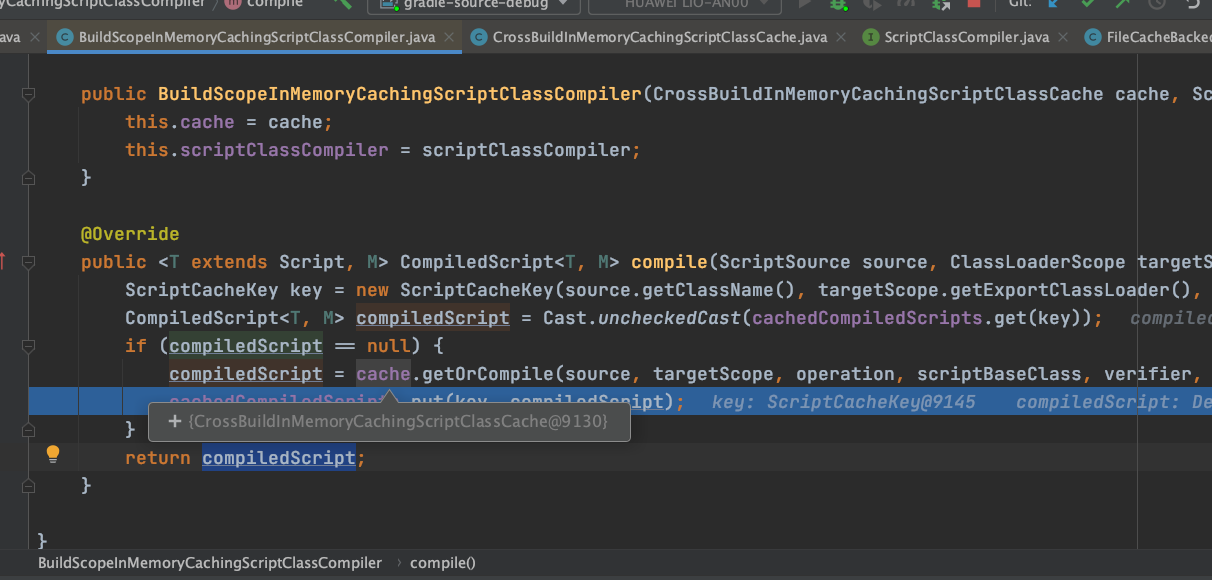 yCachingScriptClassCompiler compile gradle-source-debug HUAWEI LIO-AN00 Git:
ava BuildScopeInMemoryCachingScriptClassCompiler.java CrossBuildInMemoryCachingScriptClassCache.java ScriptClassCompiler.java FileCacheBacked
public BuildScopeInMemoryCachingScriptClassCompiler(CrossBuildInMemoryCachingScriptClassCache cache, Sc
this.cache = cache;
this.scriptClassCompiler = scriptClassCompiler;
}
@Override
public <T extends Script, M> CompiledScript<T, M> compile(ScriptSource source, ClassLoaderScope targetS
ScriptCacheKey key = new ScriptCacheKey(source.getClassName(), targetScope.getExportClassLoader(),
CompiledScript<T, M> compiledScript = Cast.uncheckedCast(cachedCompiledScripts.get(key)); compiled
if (compiledScript == null) {
compiledScript = cache.getOrCompile(source, targetScope, operation, scriptBaseClass, verifier,
cachedCompiledScripts.put(key, compiledScript); key: ScriptCacheKey@9145 compiledScript: De
+ {CrossBuildInMemoryCachingScriptClassCache@9130}
}
return compiledScript;
}
}
BuildScopeInMemoryCachingScriptClassCompiler › compile()